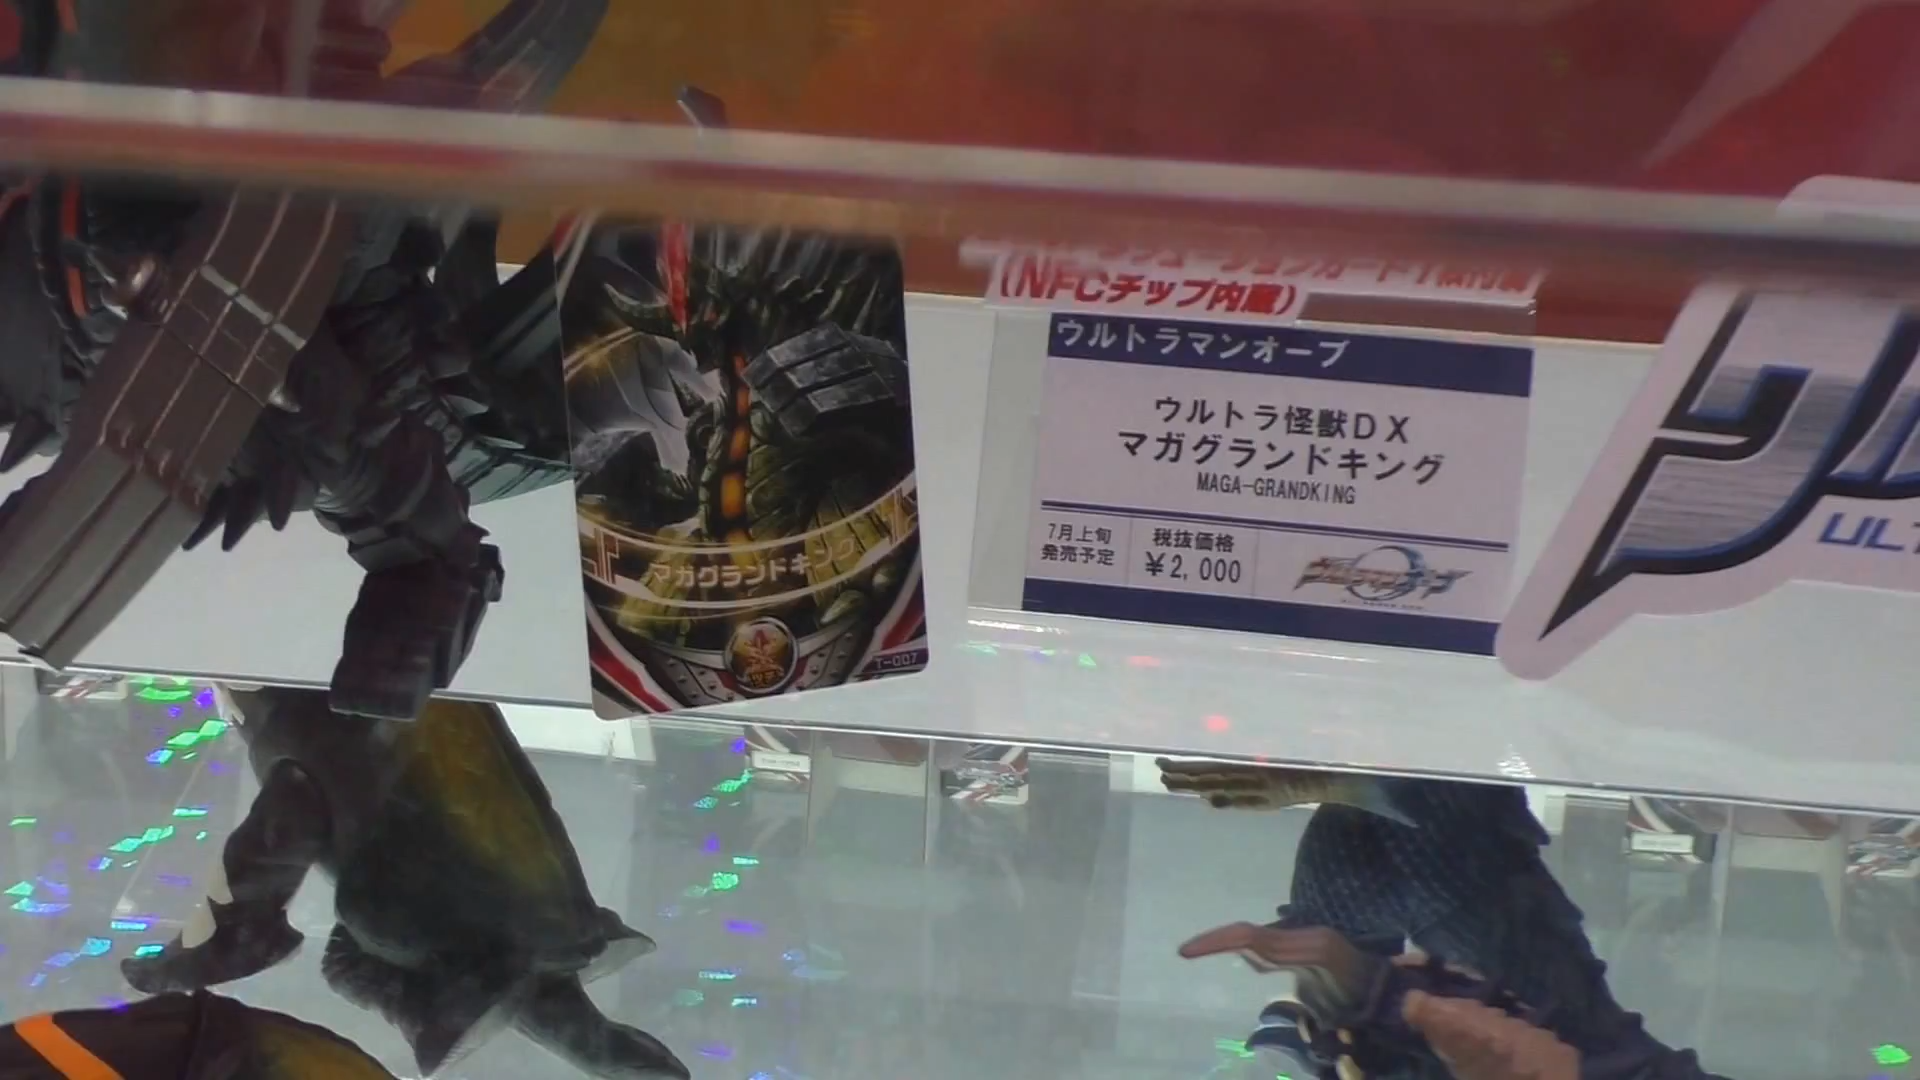 (NFCチップ内蔵)
ウルトラマンオーブ
ウルトラ怪獣DX
マガグランドキング
MAGA-GRANDKING
7月上旬
発売予定
税抜価格
¥2,000
マガグランドキング
T-007